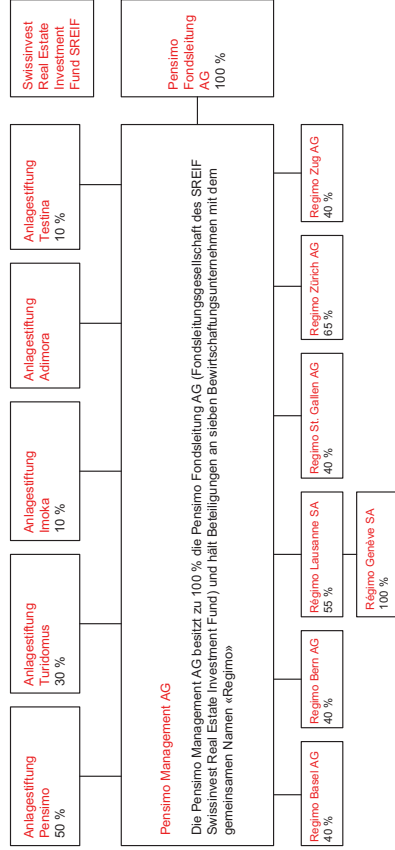 Anlagestiftung
Pensimo
50 %
Anlagestiftung
Turidomus
30 %
Anlagestiftung
Imoka
10 %
Anlagestiftung
Adimora
Anlagestiftung
Testina
10 %
Swissinvest
Real Estate
Investment
Fund SREIF
Pensimo Management AG
Die Pensimo Management AG besitzt zu 100 % die Pensimo Fondsleitung AG (Fondsleitungsgesellschaft des SREIF
Swissinvest Real Estate Investment Fund) und hält Beteiligungen an sieben Bewirtschaftungsunternehmen mit dem
gemeinsamen Namen «Regimo»
Pensimo
Fondsleitung
AG
100 %
Regimo Basel AG
40 %
Regimo Bern AG
40 %
Régimo Lausanne SA
55 %
Regimo St. Gallen AG
40 %
Regimo Zürich AG
65 %
Regimo Zug AG
40 %
Régimo Genève SA
100 %